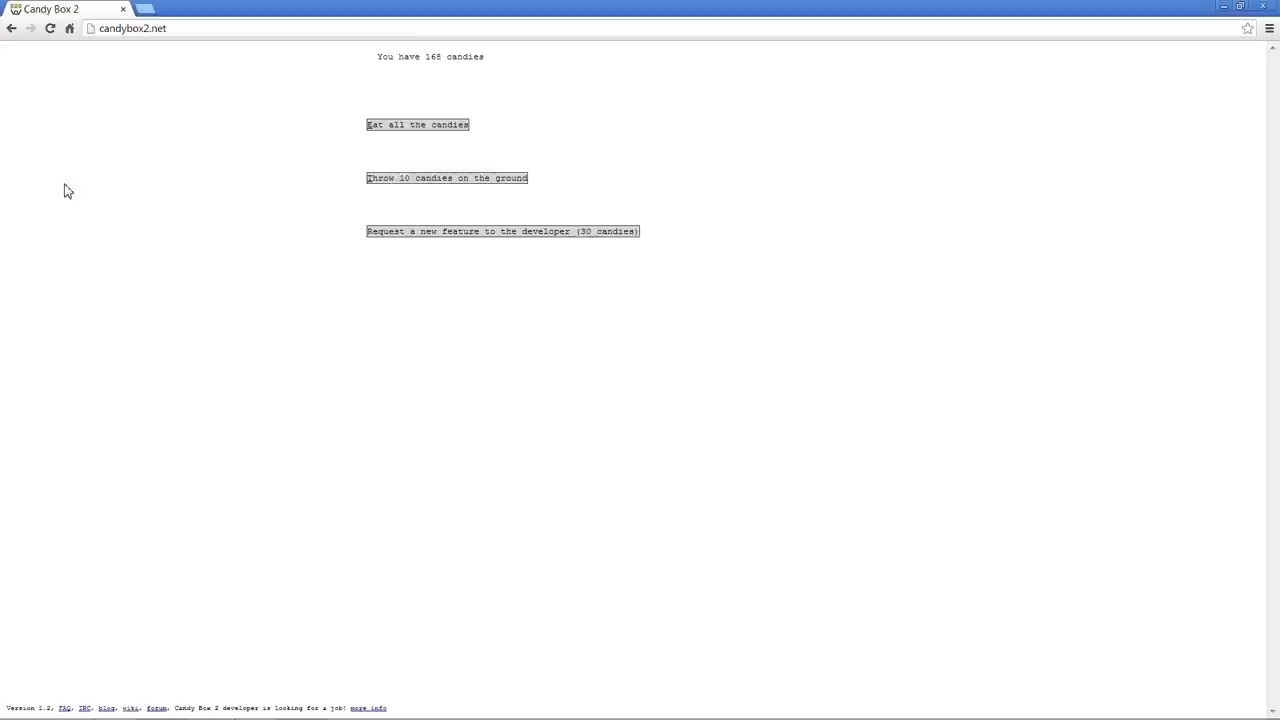 Candy Box 2
candybox2.net
You have 168 candies
Eat all the candies
Throw 10 candies on the ground
Request a new feature to the developer (30 candies)
Version 1.2, FAQ, IRC, blog, wiki, forum, Candy Box 2 developer is looking for a job! more info